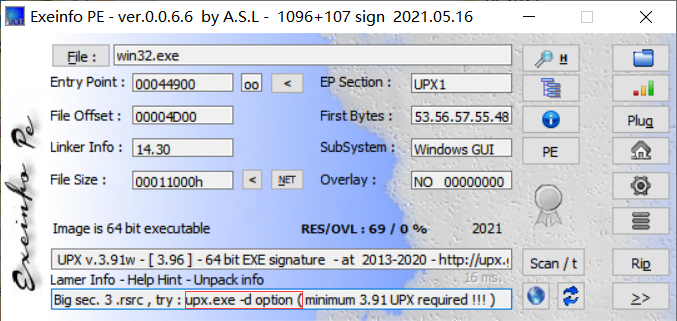 Exeinfo PE - ver.0.0.6.6 by A.S.L - 1096+107 sign 2021.05.16
File : win32.exe H
Entry Point : 00044900 oo < EP Section : UPX1
File Offset : 00004D00 First Bytes : 53.56.57.55.48 Plug
Linker Info : 14.30 SubSystem : Windows GUI PE
File Size : 00011000h < NET Overlay : NO 00000000
Image is 64 bit executable RES/OVL : 69 / 0 % 2021
UPX v.3.91w - [ 3.96 ] - 64 bit EXE signature - at 2013-2020 - http://upx.g Scan / t Rip
Lamer Info - Help Hint - Unpack info 16 ms.
Big sec. 3 .rsrc , try : upx.exe -d option ( minimum 3.91 UPX required !!! ) >>
Exeinfo Pe